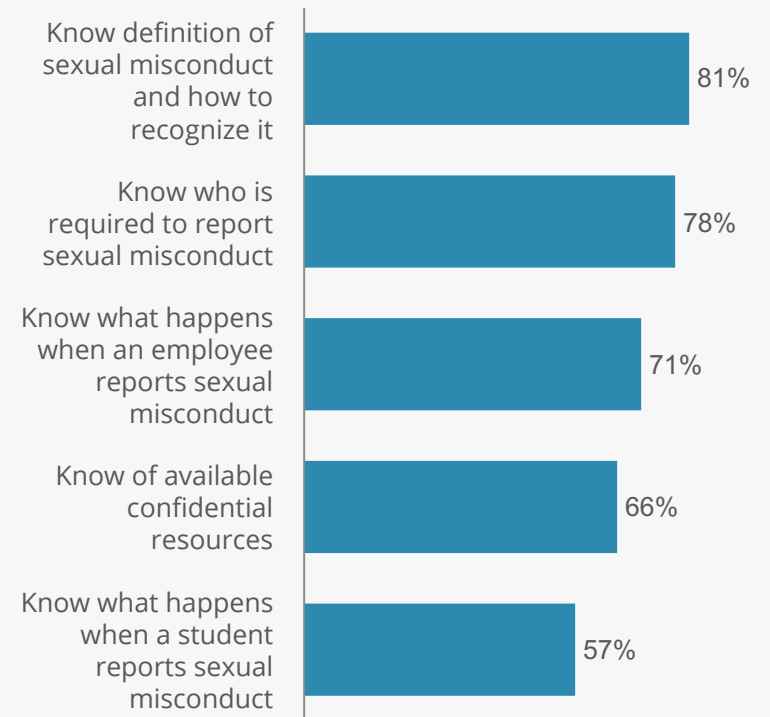 Know definition of
sexual misconduct
and how to
recognize it
81%
Know who is
required to report
sexual misconduct
78%
Know what happens
when an employee
reports sexual
misconduct
71%
Know of available
confidential
resources
66%
Know what happens
when a student
reports sexual
misconduct
57%